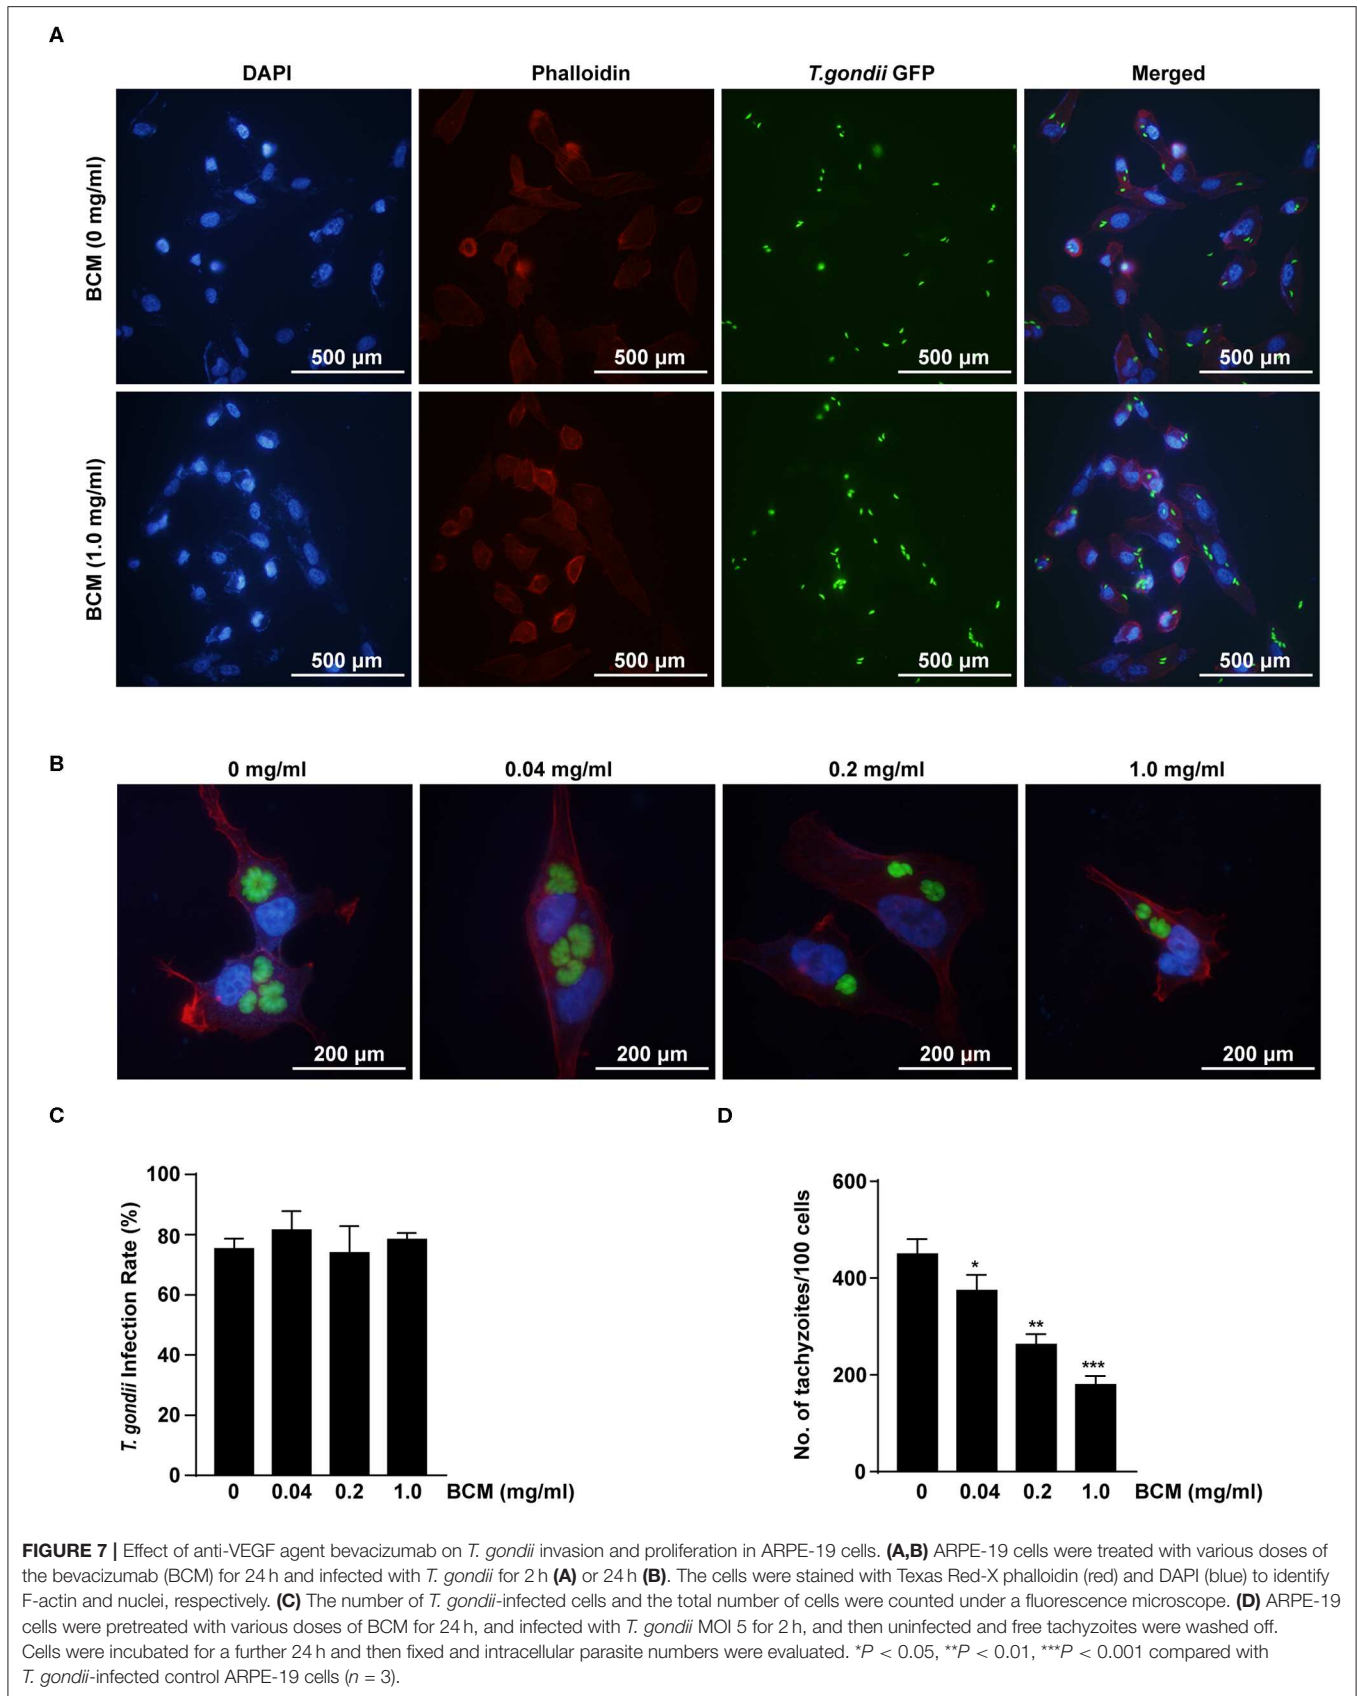 A
DAPI
Phalloidin
T.gondii GFP
Merged
BCM (0 mg/ml)
500 µm
500 µm
500 µm
500 µm
BCM (1.0 mg/ml)
500 µm
500 µm
500 µm
500 µm
B
0 mg/ml
0.04 mg/ml
0.2 mg/ml
1.0 mg/ml
200 µm
200 µm
200 µm
200 µm
C
T. gondii Infection Rate (%)
100
80
60
40
20
0
0 0.04 0.2 1.0 BCM (mg/ml)
D
No. of tachyzoites/100 cells
600
400
200
0
*
**
***
0 0.04 0.2 1.0 BCM (mg/ml)
FIGURE 7 | Effect of anti-VEGF agent bevacizumab on T. gondii invasion and proliferation in ARPE-19 cells. (A,B) ARPE-19 cells were treated with various doses of
the bevacizumab (BCM) for 24 h and infected with T. gondii for 2 h (A) or 24 h (B). The cells were stained with Texas Red-X phalloidin (red) and DAPI (blue) to identify
F-actin and nuclei, respectively. (C) The number of T. gondii-infected cells and the total number of cells were counted under a fluorescence microscope. (D) ARPE-19
cells were pretreated with various doses of BCM for 24 h, and infected with T. gondii MOI 5 for 2 h, and then uninfected and free tachyzoites were washed off.
Cells were incubated for a further 24 h and then fixed and intracellular parasite numbers were evaluated. *P < 0.05, **P < 0.01, ***P < 0.001 compared with
T. gondii-infected control ARPE-19 cells (n = 3).